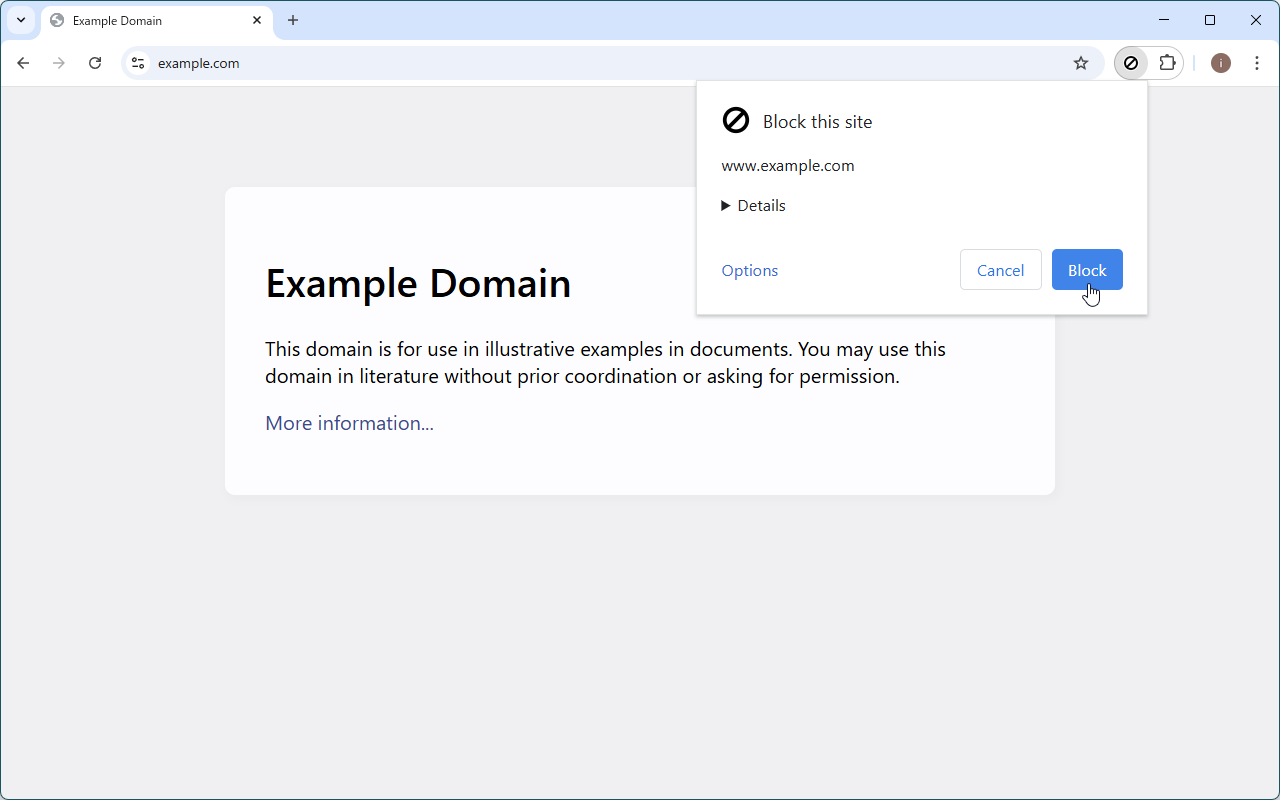 Example Domain
example.com
i
Block this site
www.example.com
Details
Options
Cancel
Block
Example Domain
This domain is for use in illustrative examples in documents. You may use this
domain in literature without prior coordination or asking for permission.
More information...